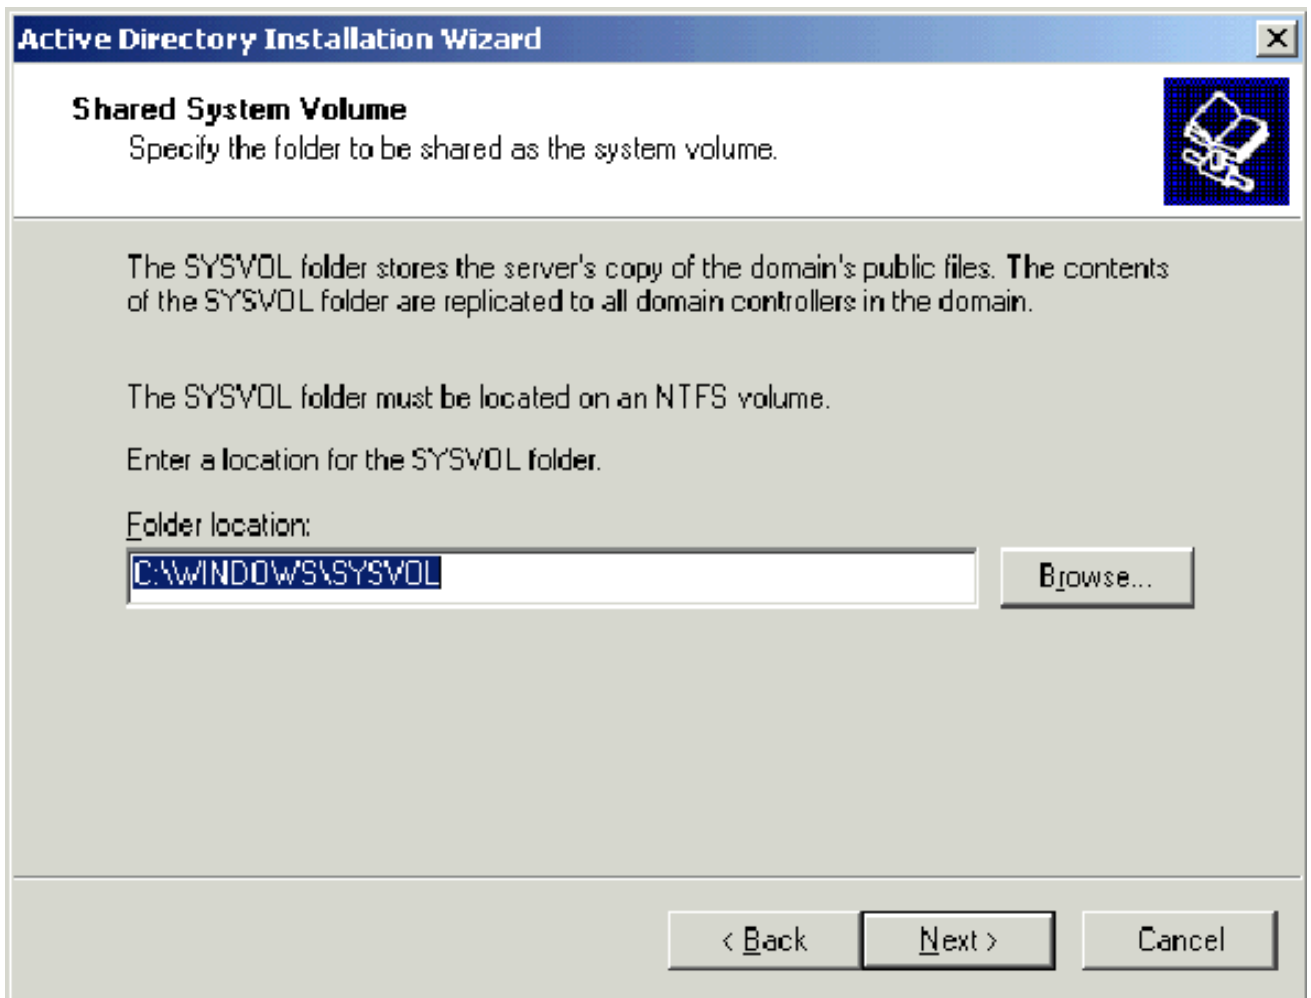 Active Directory Installation Wizard
Shared System Volume
Specify the folder to be shared as the system volume.
The SYSVOL folder stores the server's copy of the domain's public files. The contents
of the SYSVOL folder are replicated to all domain controllers in the domain.
The SYSVOL folder must be located on an NTFS volume.
Enter a location for the SYSVOL folder.
Folder location:
C:\WINDOWS\SYSVOL
Browse...
< Back
Next >
Cancel